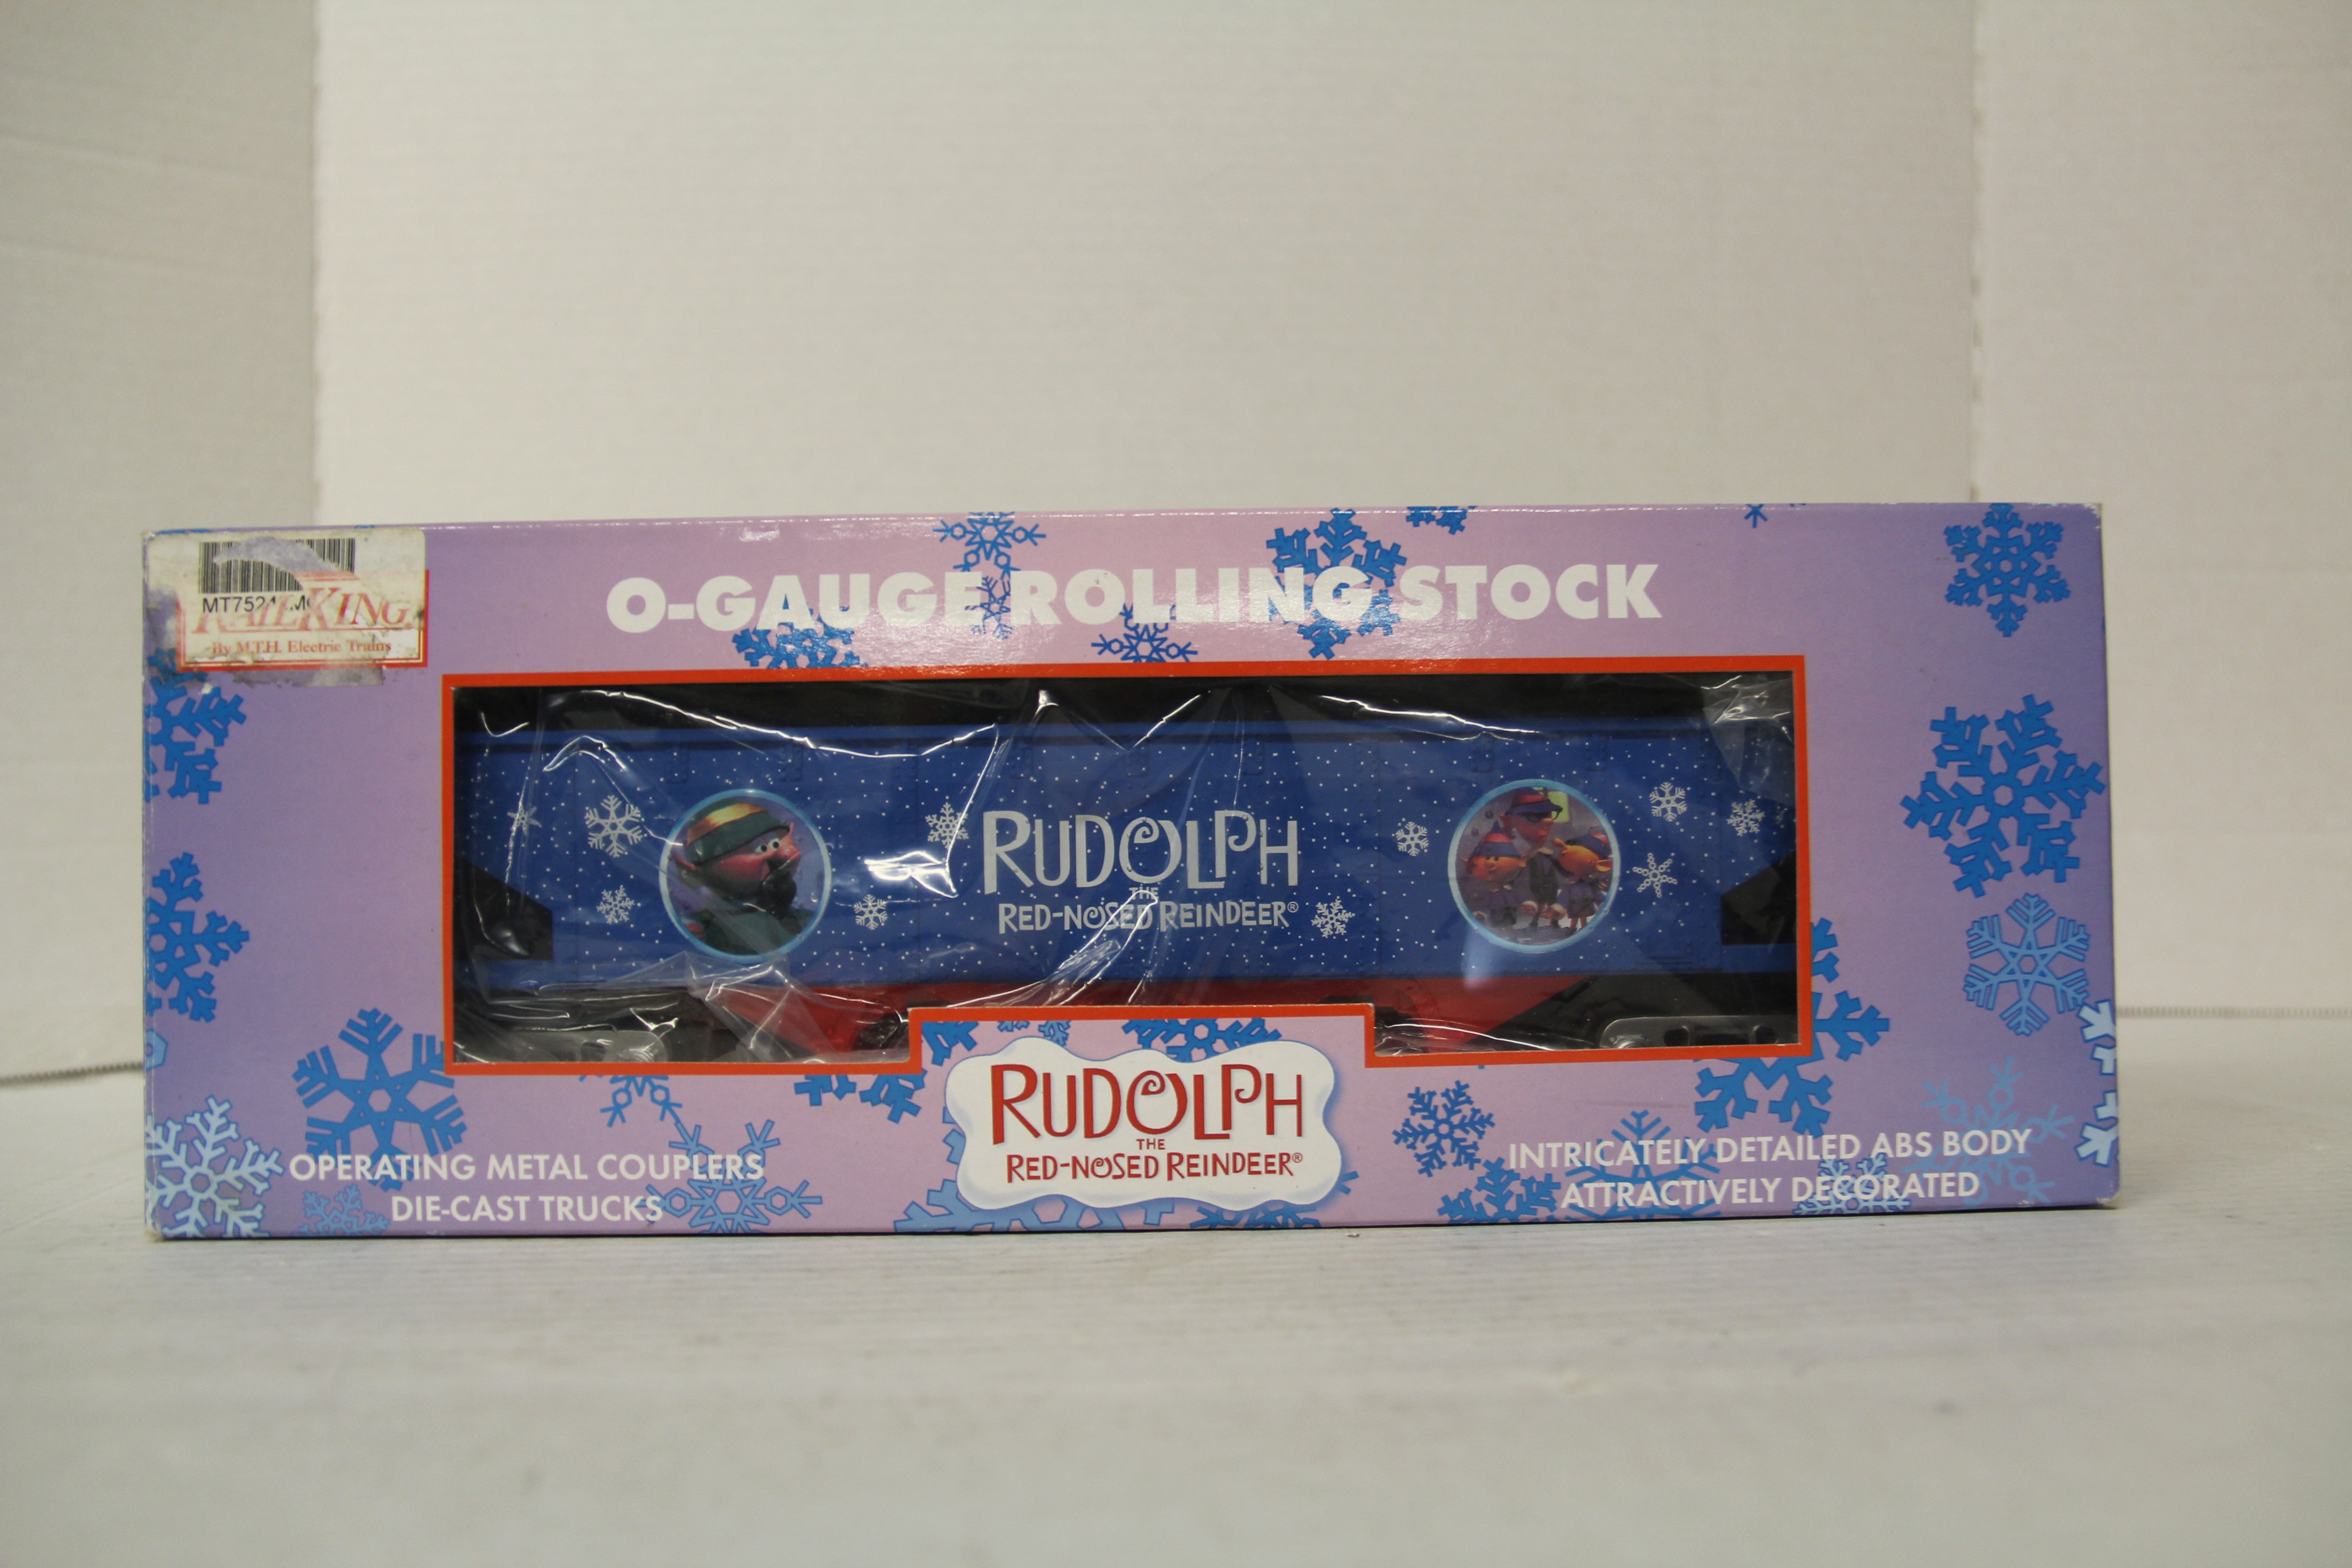 O-GAUGE ROLLING STOCK
RAILKING
By M.T.H. Electric Trains
RUDOLPH
THE
RED-NOSED REINDEER®
RUDOLPH
THE
RED-NOSED REINDEER®
OPERATING METAL COUPLERS
DIE-CAST TRUCKS
INTRICATELY DETAILED ABS BODY
ATTRACTIVELY DECORATED